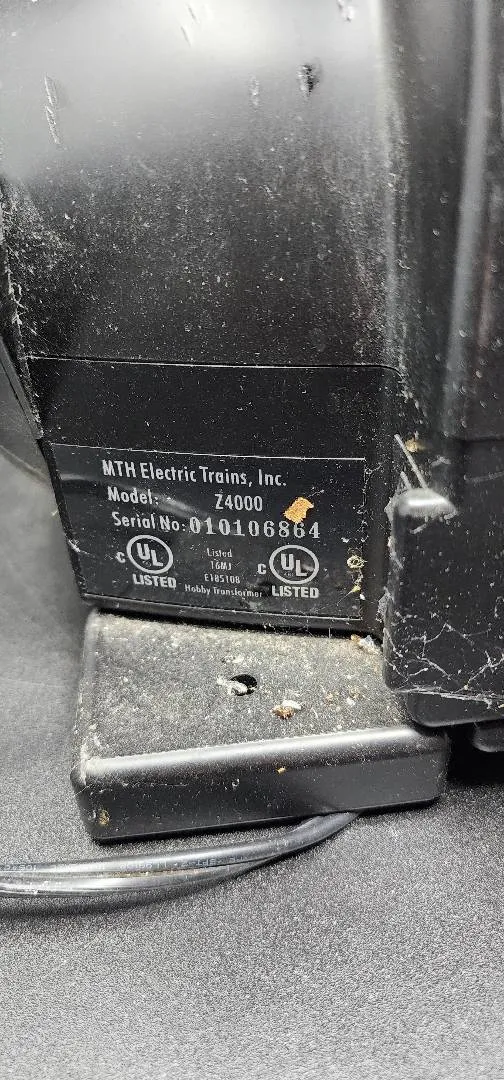 MTH Electric Trains, Inc.
Model: Z4000
Serial No: 010106864
C UL LISTED
Listed
16MJ
E185108
Hobby Transformer
C UL LISTED